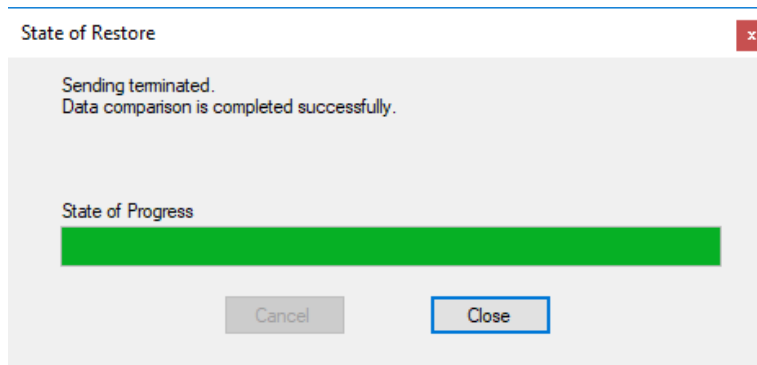 State of Restore
x
Sending terminated.
Data comparison is completed successfully.
State of Progress
Cancel
Close